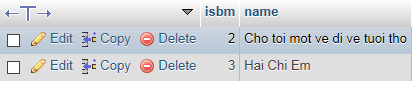 isbm name
Edit Copy Delete 2 Cho toi mot ve di ve tuoi tho
Edit Copy Delete 3 Hai Chi Em